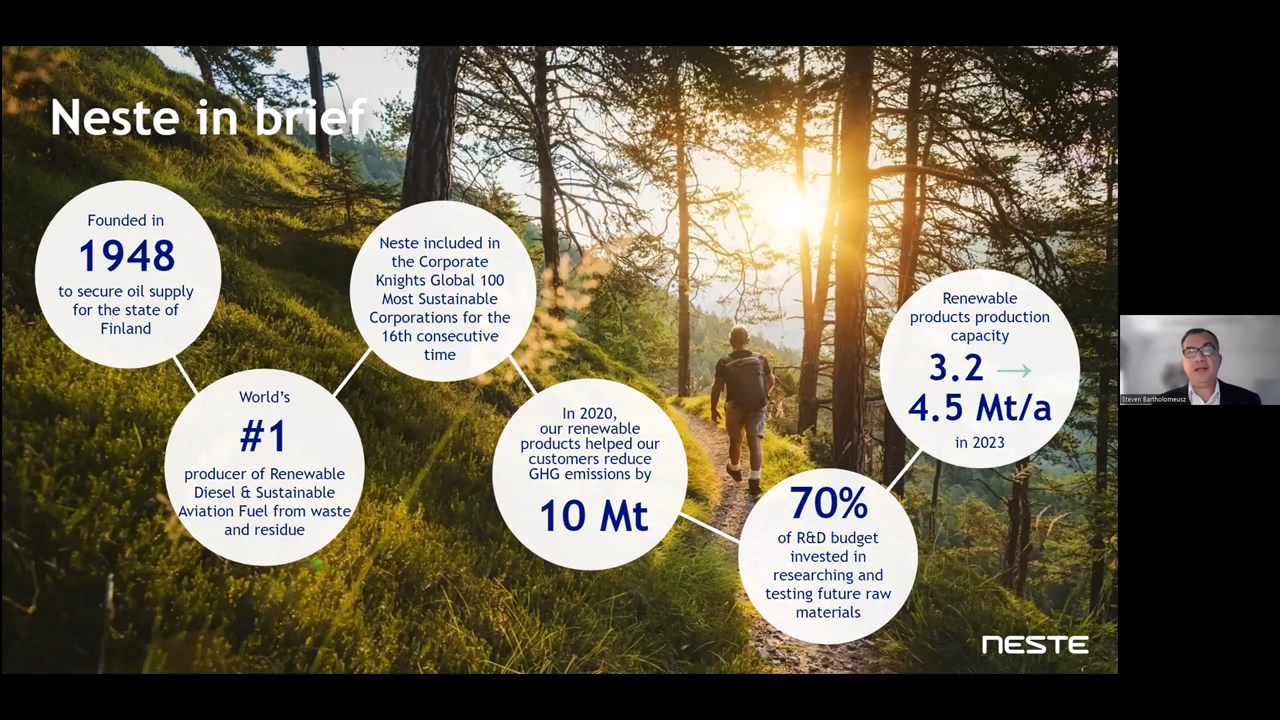 Neste in brief
Founded in
1948
to secure oil supply
for the state of
Finland
World's
#1
producer of Renewable
Diesel & Sustainable
Aviation Fuel from waste
and residue
Neste included in
the Corporate
Knights Global 100
Most Sustainable
Corporations for the
16th consecutive
time
In 2020,
our renewable
products helped our
customers reduce
GHG emissions by
10 Mt
70%
of R&D budget
invested in
researching and
testing future raw
materials
Renewable
products production
capacity
3.2 →
4.5 Mt/a
in 2023
NESTE
Steven Bartholomeusz